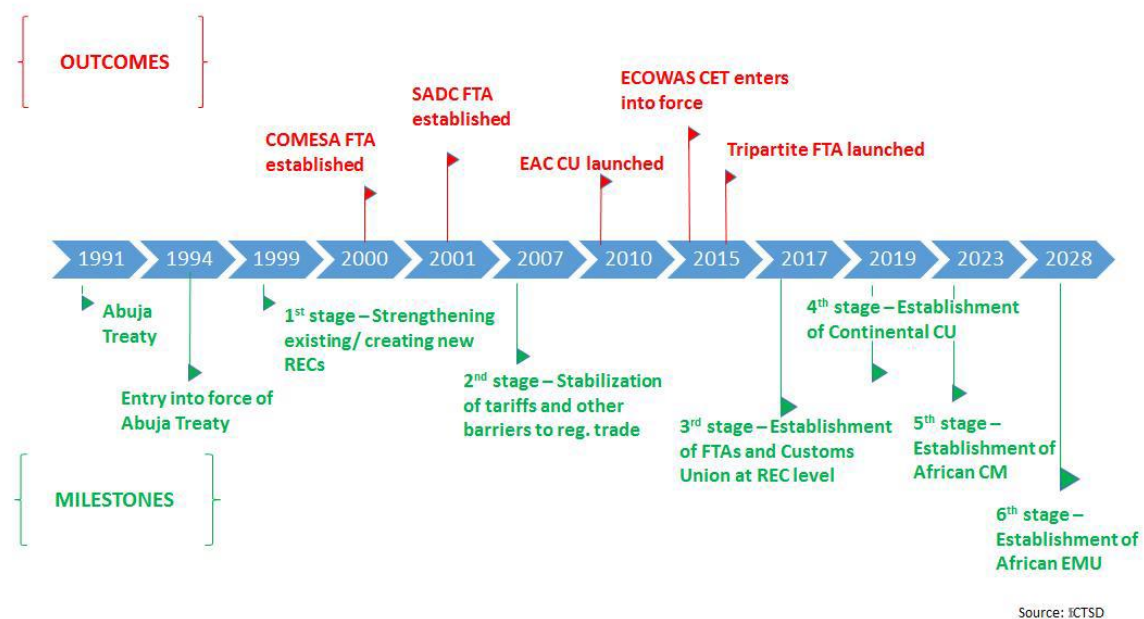 OUTCOMES
COMESA FTA
established
SADC FTA
established
EAC CU launched
ECOWAS CET enters
into force
Tripartite FTA launched
1991
1994
1999
2000
2001
2007
2010
2015
2017
2019
2023
2028
Abuja
Treaty
Entry into force of
Abuja Treaty
1st stage – Strengthening
existing/ creating new
RECs
2nd stage – Stabilization
of tariffs and other
barriers to reg. trade
3rd stage – Establishment
of FTAs and Customs
Union at REC level
4th stage – Establishment
of Continental CU
5th stage –
Establishment of
African CM
6th stage –
Establishment of
African EMU
MILESTONES
Source: ICTSD